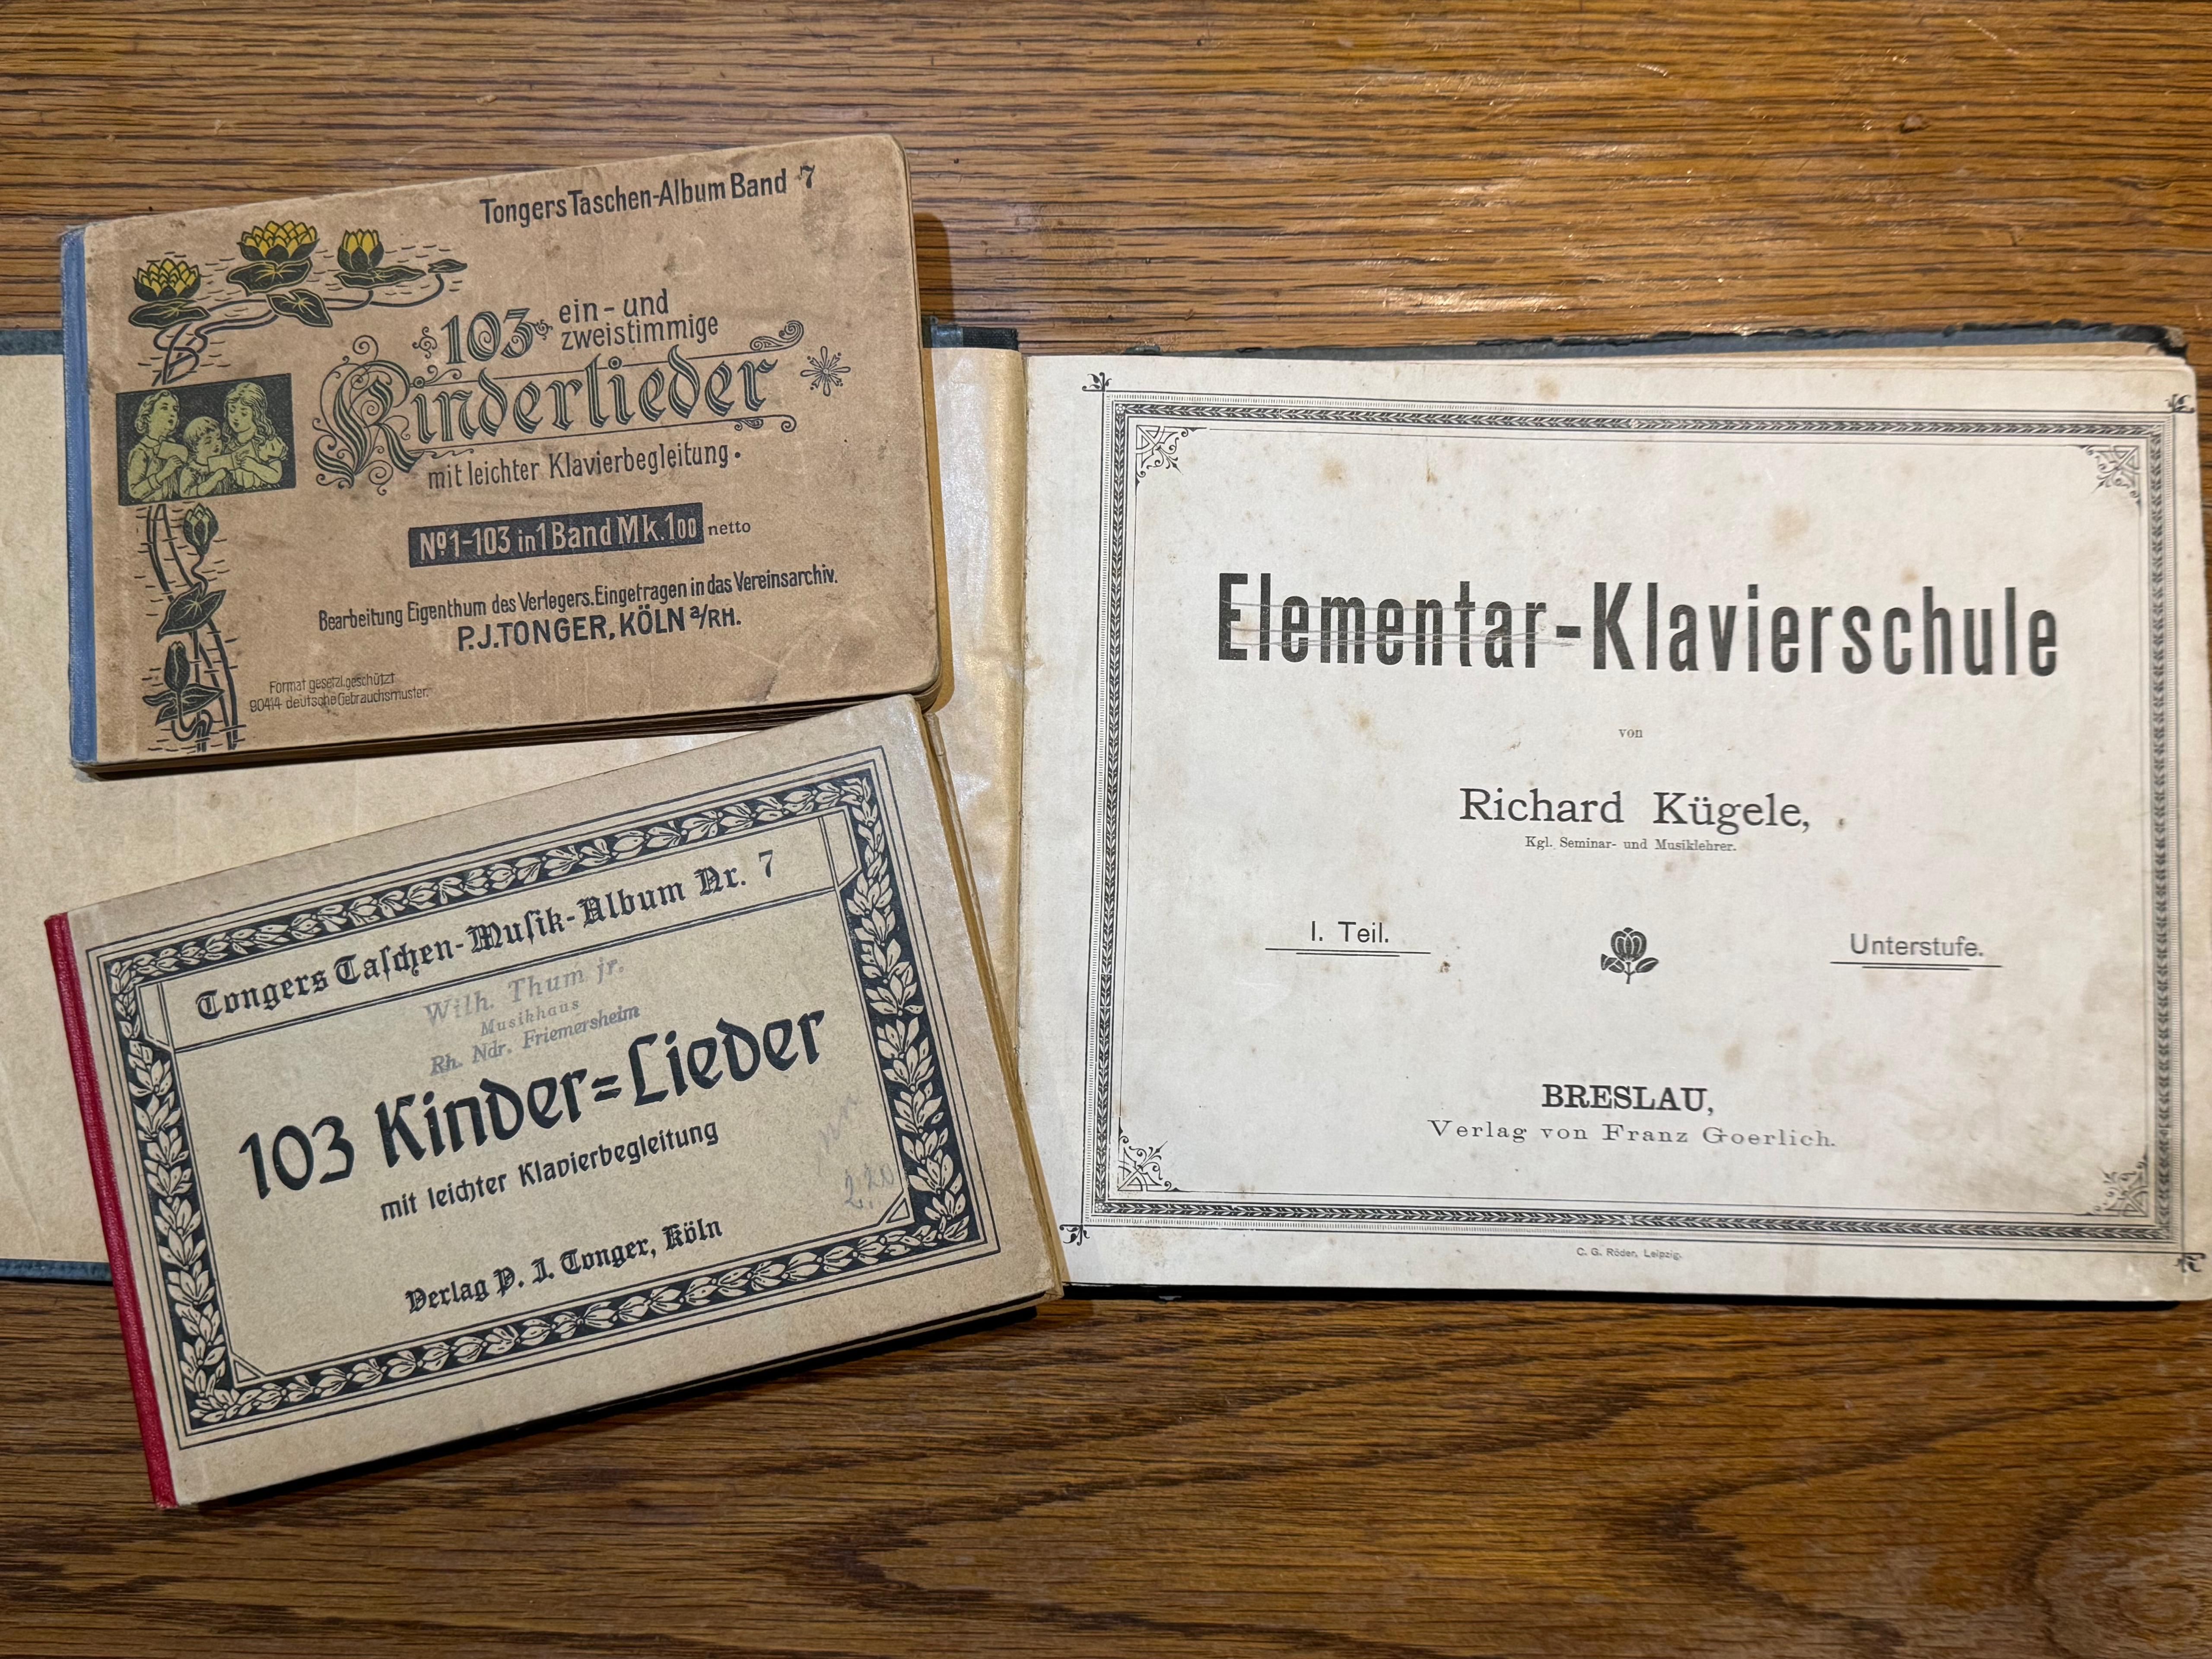 Tongers Taschen-Album Band 7
103 ein- und
zweistimmige
Kinderlieder
mit leichter Klavierbegleitung.
No 1-103 in 1 Band Mk. 1 00 netto
Bearbeitung Eigenthum des Verlegers. Eingetragen in das Vereinsarchiv.
P. J. TONGER, KÖLN a/RH.
Format gesetzl. geschützt
90414 deutsche Gebrauchsmuster.
Tongers Taſchen-Muſik-Album Nr. 7
Wilh. Thum jr.
Musikhaus
Rh. Ndr. Friemersheim
103 Kinder=Lieder
mit leichter Klavierbegleitung
2.20
Verlag P. J. Tonger, Köln
Elementar-Klavierschule
von
Richard Kügele,
Kgl. Seminar- und Musiklehrer.
I. Teil. Unterstufe.
BRESLAU,
Verlag von Franz Goerlich.
C. G. Röder, Leipzig.